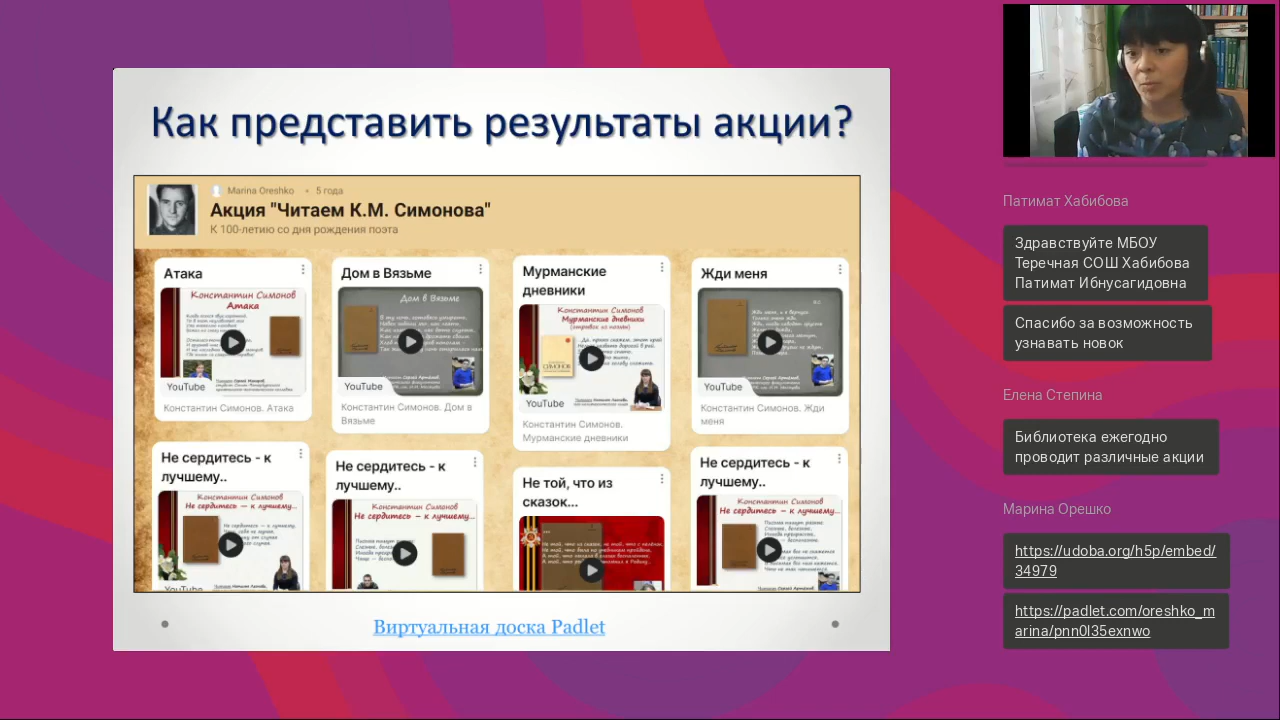 Как представить результаты акции?
Marina Oreshko • 5 года
Акция "Читаем К.М. Симонова"
К 100-летию со дня рождения поэта
Атака
Константин Симонов
Атака
YouTube
Константин Симонов. Атака
Дом в Вязьме
Дом в Вязьме
YouTube
Константин Симонов. Дом в
Вязьме
Мурманские
дневники
Константин Симонов
Мурманские дневники
YouTube
Константин Симонов.
Мурманские дневники
Жди меня
YouTube
Константин Симонов. Жди
меня
Не сердитесь - к
лучшему..
Константин Симонов
Не сердитесь – к лучшему...
YouTube
Не сердитесь - к
лучшему..
Константин Симонов
Не сердитесь – к лучшему...
Не той, что из
сказок...
Не сердитесь - к
лучшему..
Константин Симонов
Не сердитесь – к лучшему...
Виртуальная доска Padlet
Патимат Хабибова
Здравствуйте МБОУ
Теречная СОШ Хабибова
Патимат Ибнусагидовна
Спасибо за возможность
узнавать новок
Елена Степина
Библиотека ежегодно
проводит различные акции
Марина Орешко
https://udoba.org/h5p/embed/
34979
https://padlet.com/oreshko_m
arina/pnn0l35exnwo